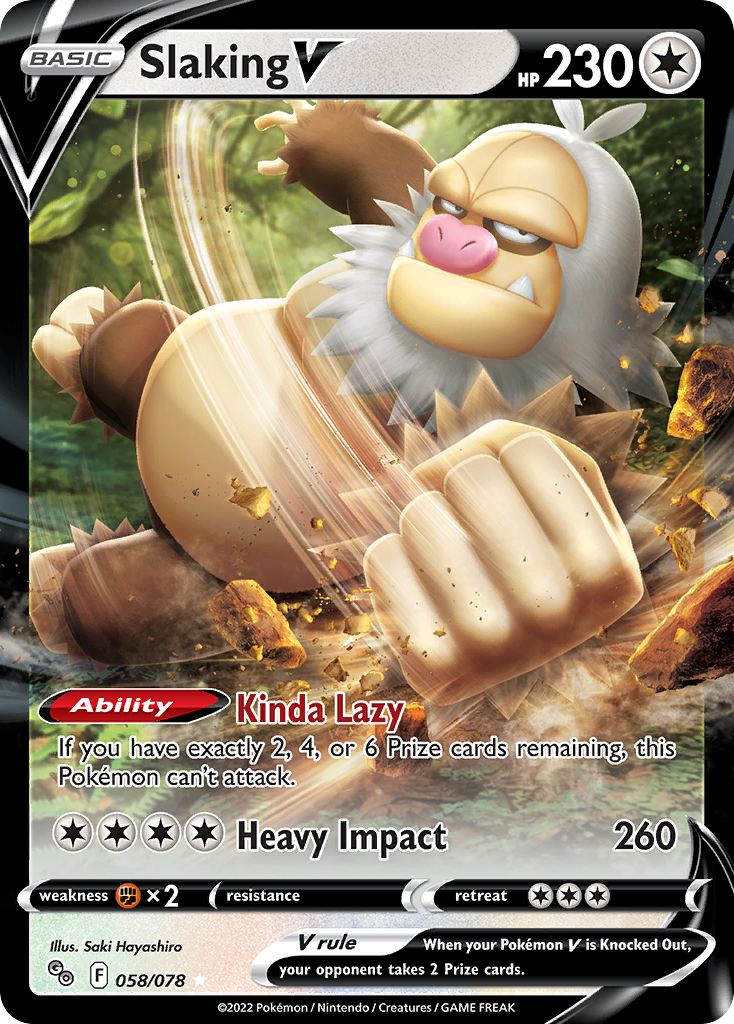 BASIC Slaking V HP 230
Ability Kinda Lazy
If you have exactly 2, 4, or 6 Prize cards remaining, this
Pokémon can't attack.
Heavy Impact 260
weakness ×2 resistance retreat
Illus. Saki Hayashiro
V rule When your Pokémon V is Knocked Out,
your opponent takes 2 Prize cards.
GO F 058/078
©2022 Pokémon / Nintendo / Creatures / GAME FREAK